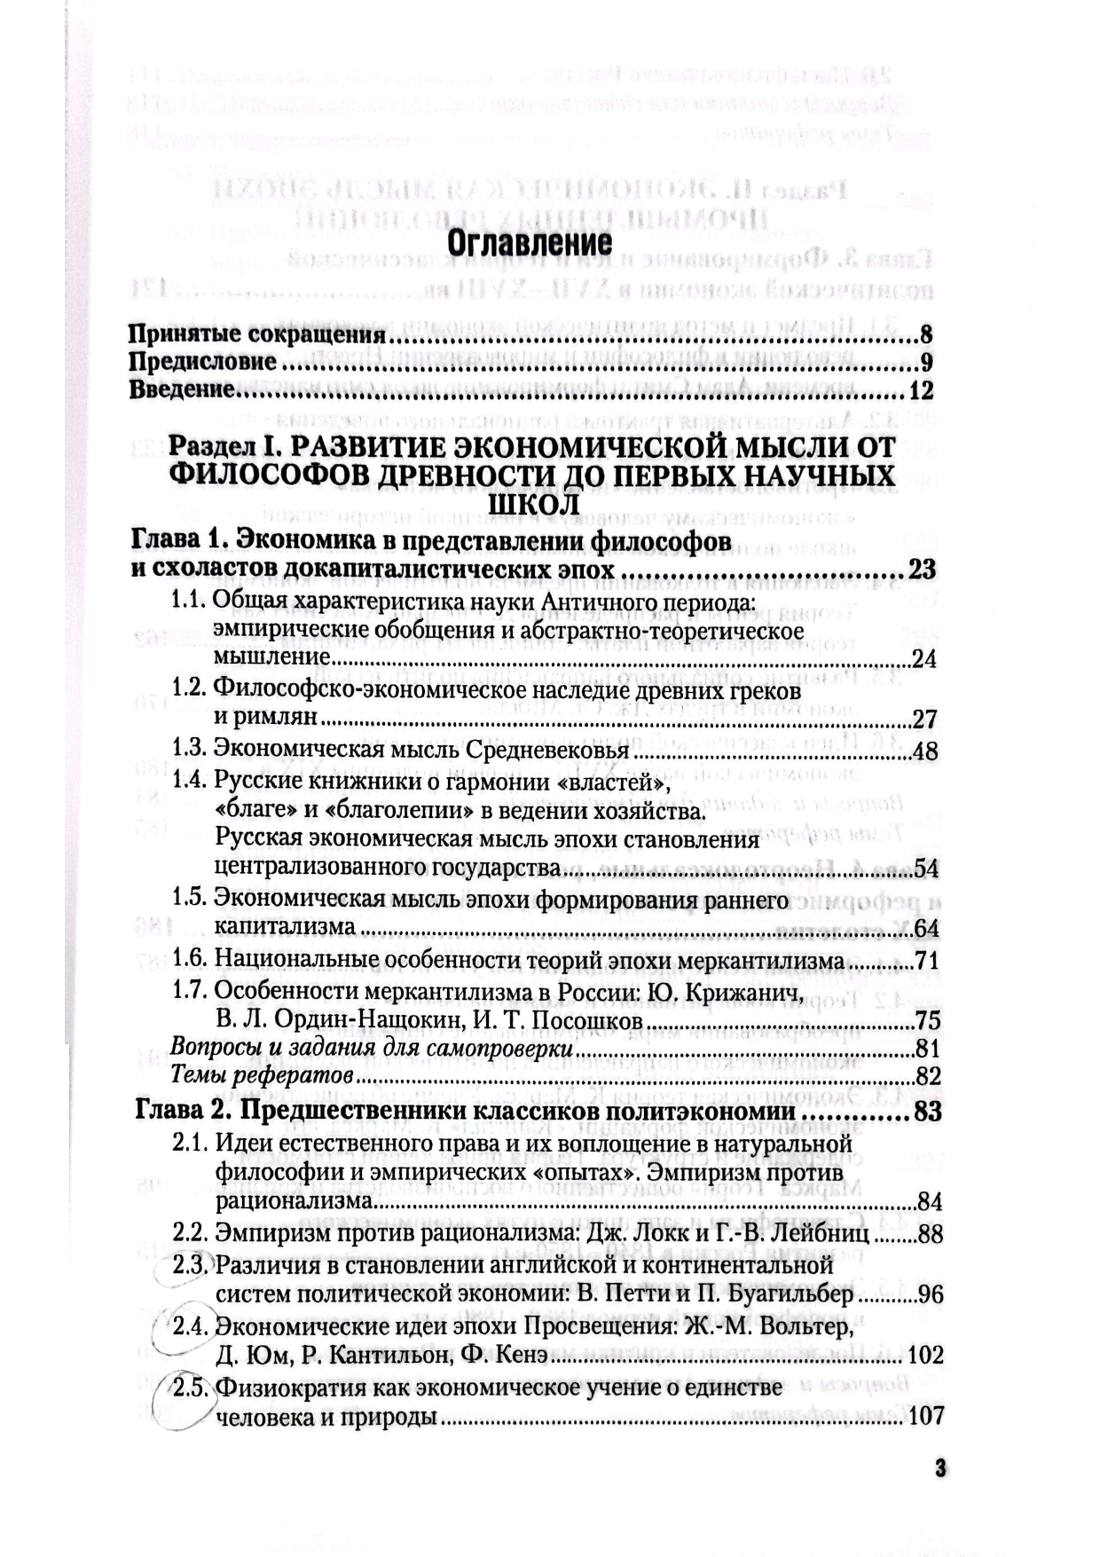 Оглавление
Принятые сокращения........8
Предисловие........9
Введение........12
Раздел I. РАЗВИТИЕ ЭКОНОМИЧЕСКОЙ МЫСЛИ ОТ
ФИЛОСОФОВ ДРЕВНОСТИ ДО ПЕРВЫХ НАУЧНЫХ
ШКОЛ
Глава 1. Экономика в представлении философов
и схоластов докапиталистических эпох........23
1.1. Общая характеристика науки Античного периода:
эмпирические обобщения и абстрактно-теоретическое
мышление........24
1.2. Философско-экономическое наследие древних греков
и римлян........27
1.3. Экономическая мысль Средневековья........48
1.4. Русские книжники о гармонии «властей»,
«благе» и «благолепии» в ведении хозяйства.
Русская экономическая мысль эпохи становления
централизованного государства........54
1.5. Экономическая мысль эпохи формирования раннего
капитализма........64
1.6. Национальные особенности теорий эпохи меркантилизма........71
1.7. Особенности меркантилизма в России: Ю. Крижанич,
В. Л. Ордин-Нащокин, И. Т. Посошков........75
Вопросы и задания для самопроверки........81
Темы рефератов........82
Глава 2. Предшественники классиков политэкономии........83
2.1. Идеи естественного права и их воплощение в натуральной
философии и эмпирических «опытах». Эмпиризм против
рационализма........84
2.2. Эмпиризм против рационализма: Дж. Локк и Г.-В. Лейбниц........88
2.3. Различия в становлении английской и континентальной
систем политической экономии: В. Петти и П. Буагильбер........96
2.4. Экономические идеи эпохи Просвещения: Ж.-М. Вольтер,
Д. Юм, Р. Кантильон, Ф. Кенэ........102
2.5. Физиократия как экономическое учение о единстве
человека и природы........107
3